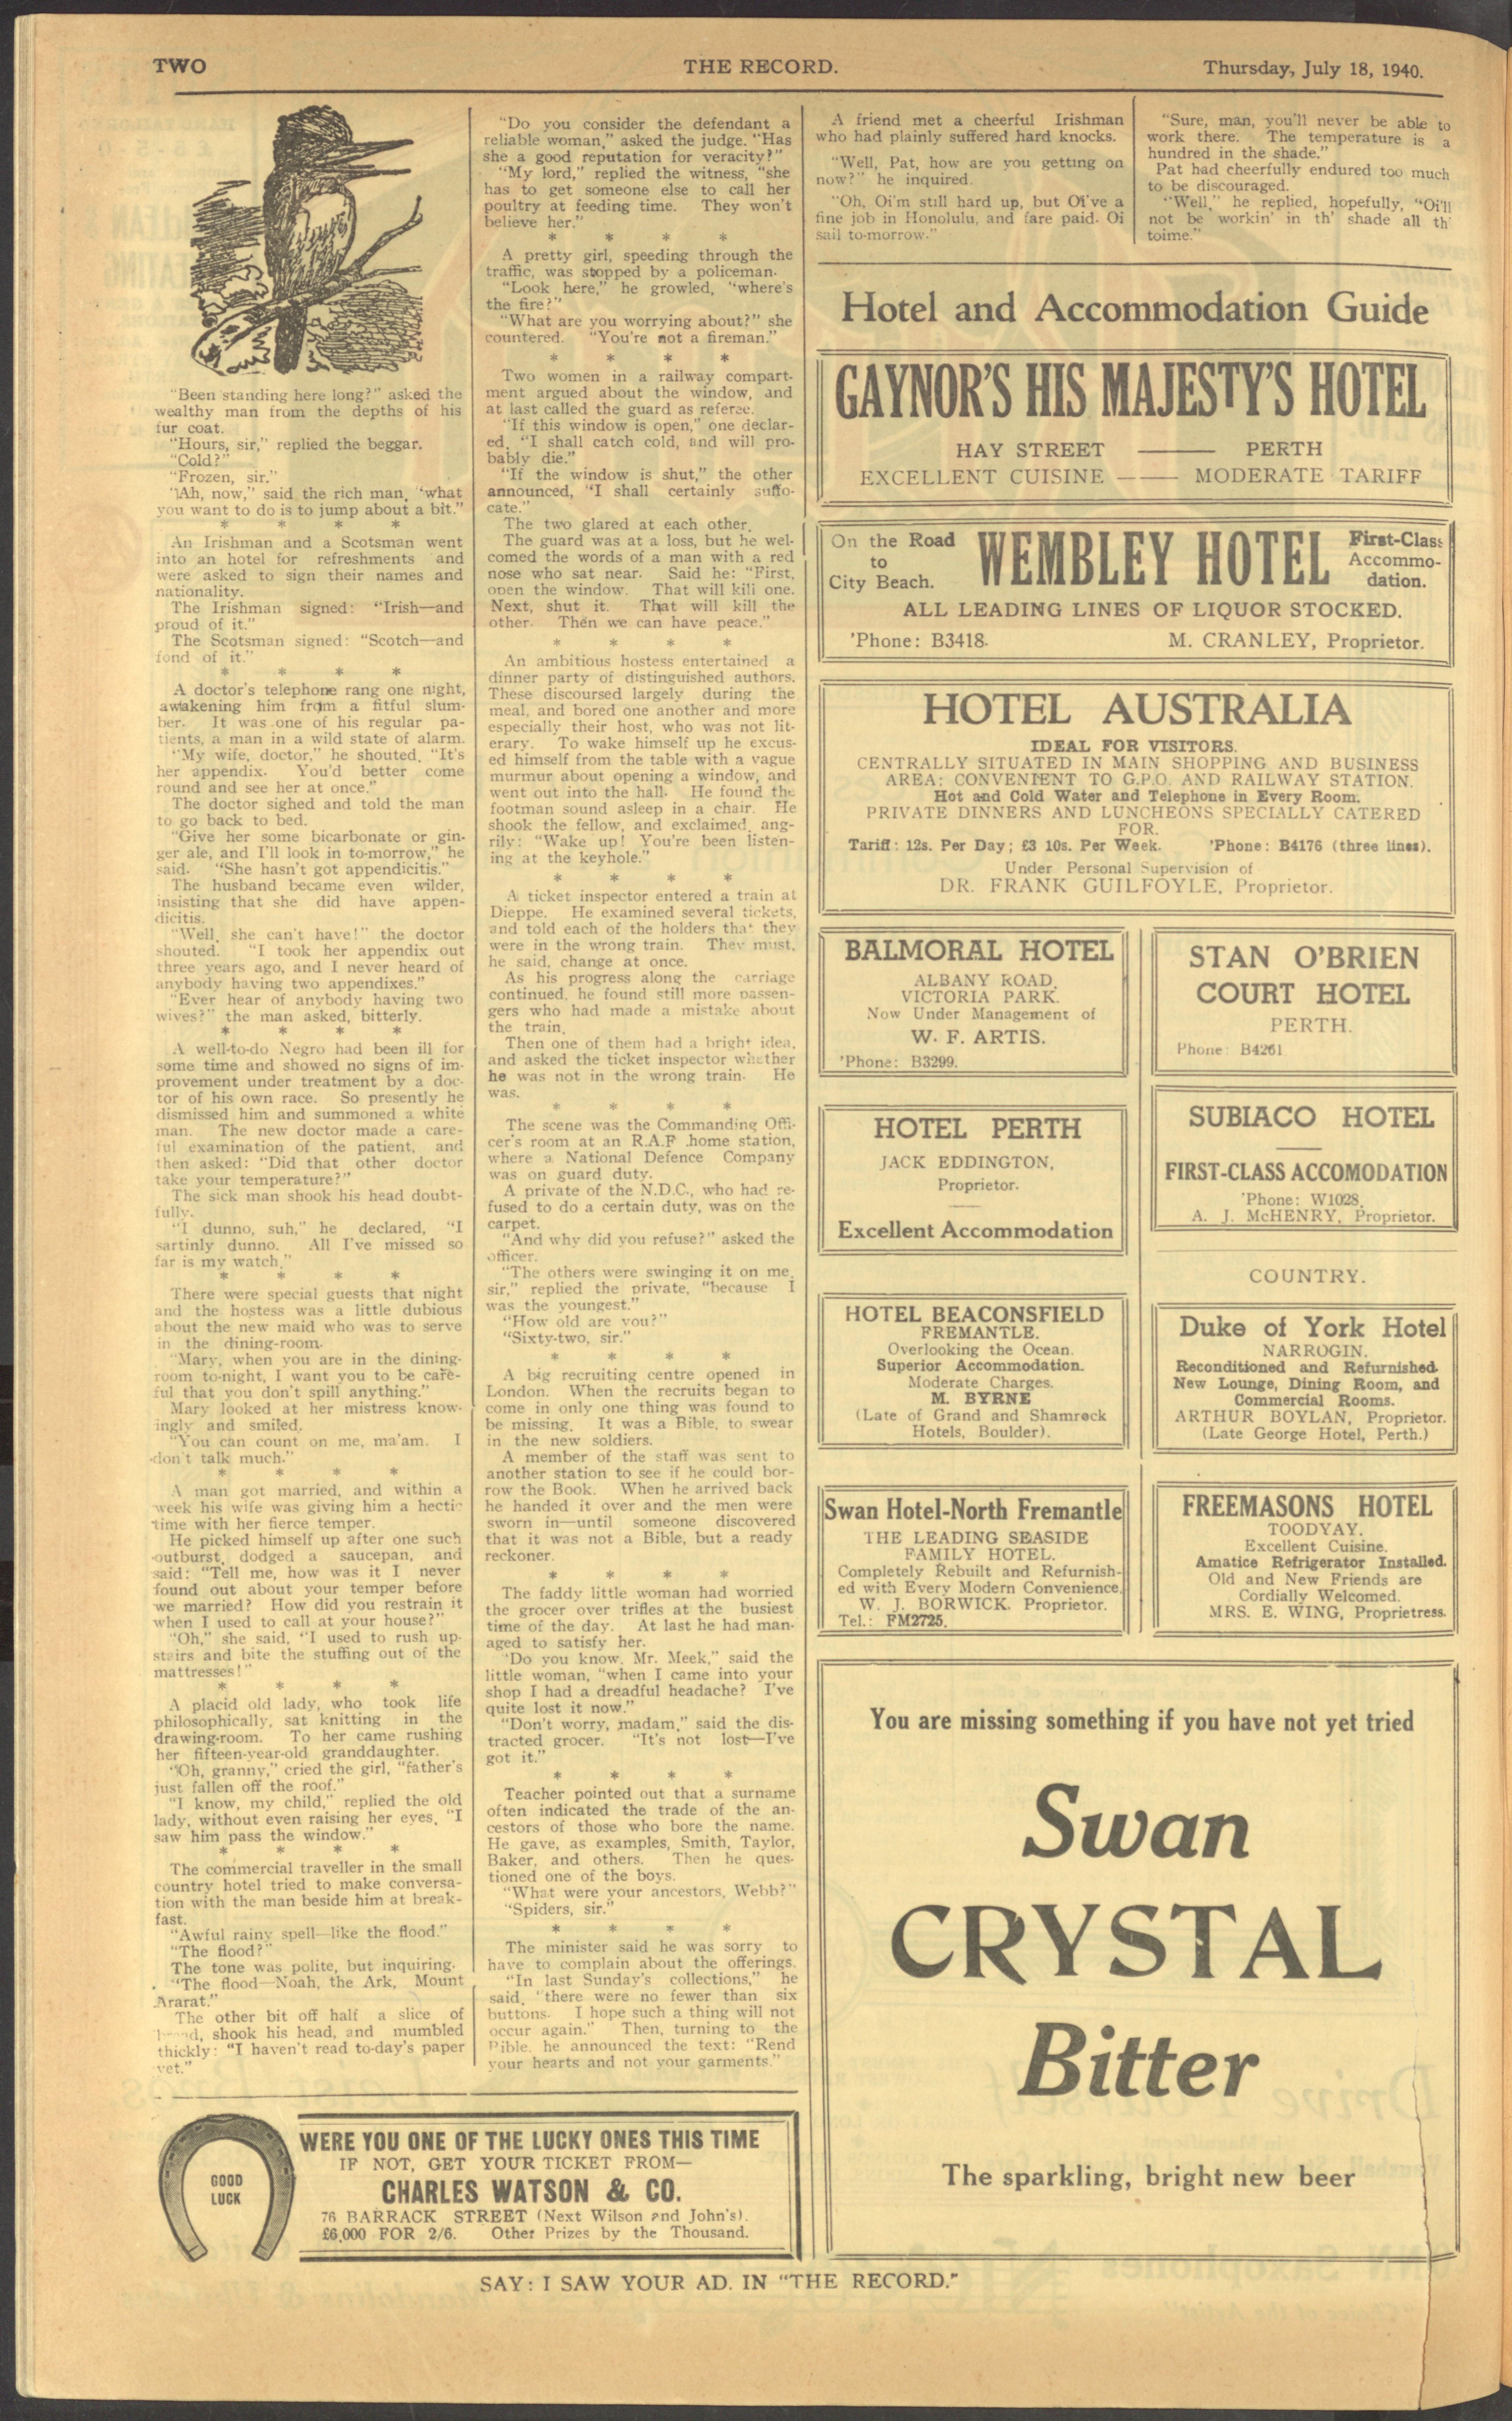 TWO
THE RECORD.
Thursday, July 18, 1940.
"Been standing here long?" asked the
wealthy man from the depths of his
fur coat.
"Hours, sir," replied the beggar.
"Cold?"
"Frozen, sir."
"Ah, now," said the rich man, "what
you want to do is to jump about a bit."
* * * *
An Irishman and a Scotsman went
into an hotel for refreshments and
were asked to sign their names and
nationality.
The Irishman signed: "Irish—and
proud of it."
The Scotsman signed: "Scotch—and
fond of it."
* * * *
A doctor's telephone rang one night,
awakening him from a fitful slum-
ber. It was one of his regular pa-
tients, a man in a wild state of alarm.
"My wife, doctor," he shouted, "It's
her appendix. You'd better come
round and see her at once."
The doctor sighed and told the man
to go back to bed.
"Give her some bicarbonate or gin-
ger ale, and I'll look in to-morrow," he
said. "She hasn't got appendicitis."
The husband became even wilder,
insisting that she did have appen-
dicitis.
"Well, she can't have!" the doctor
shouted. "I took her appendix out
three years ago, and I never heard of
anybody having two appendixes."
"Ever hear of anybody having two
wives?" the man asked, bitterly.
* * * *
A well-to-do Negro had been ill for
some time and showed no signs of im-
provement under treatment by a doc-
tor of his own race. So presently he
dismissed him and summoned a white
man. The new doctor made a care-
ful examination of the patient, and
then asked: "Did that other doctor
take your temperature?"
The sick man shook his head doubt-
fully.
"I dunno, suh," he declared, "I
sartinly dunno. All I've missed so
far is my watch."
* * * *
There were special guests that night
and the hostess was a little dubious
about the new maid who was to serve
in the dining-room.
"Mary, when you are in the dining-
room to-night, I want you to be care-
ful that you don't spill anything."
Mary looked at her mistress know-
ingly and smiled.
"You can count on me, ma'am. I
don't talk much."
* * * *
A man got married, and within a
week his wife was giving him a hectic
time with her fierce temper.
He picked himself up after one such
outburst, dodged a saucepan, and
said: "Tell me, how was it I never
found out about your temper before
we married? How did you restrain it
when I used to call at your house?"
"Oh," she said, "I used to rush up-
stairs and bite the stuffing out of the
mattresses!"
* * * *
A placid old lady, who took life
philosophically, sat knitting in the
drawing-room. To her came rushing
her fifteen-year-old granddaughter.
"Oh, granny," cried the girl, "father's
just fallen off the roof."
"I know, my child," replied the old
lady, without even raising her eyes, "I
saw him pass the window."
* * * *
The commercial traveller in the small
country hotel tried to make conversa-
tion with the man beside him at break-
fast.
"Awful rainy spell—like the flood."
"The flood?"
The tone was polite, but inquiring.
"The flood—Noah, the Ark, Mount
Ararat."
The other bit off half a slice of
bread, shook his head, and mumbled
thickly: "I haven't read to-day's paper
yet."
"Do you consider the defendant a
reliable woman," asked the judge. "Has
she a good reputation for veracity?"
"My lord," replied the witness, "she
has to get someone else to call her
poultry at feeding time. They won't
believe her."
* * * *
A pretty girl, speeding through the
traffic, was stopped by a policeman.
"Look here," he growled, "where's
the fire?"
"What are you worrying about?" she
countered. "You're not a fireman."
* * * *
Two women in a railway compart-
ment argued about the window, and
at last called the guard as referee.
"If this window is open," one declar-
ed, "I shall catch cold, and will pro-
bably die."
"If the window is shut," the other
announced, "I shall certainly suffo-
cate."
The two glared at each other.
The guard was at a loss, but he wel-
comed the words of a man with a red
nose who sat near. Said he: "First,
open the window. That will kill one.
Next, shut it. That will kill the
other. Then we can have peace."
* * * *
An ambitious hostess entertained a
dinner party of distinguished authors.
These discoursed largely during the
meal, and bored one another and more
especially their host, who was not lit-
erary. To wake himself up he excus-
ed himself from the table with a vague
murmur about opening a window, and
went out into the hall. He found the
footman sound asleep in a chair. He
shook the fellow, and exclaimed, ang-
rily: "Wake up! You're been listen-
ing at the keyhole."
* * * *
A ticket inspector entered a train at
Dieppe. He examined several tickets,
and told each of the holders that they
were in the wrong train. They must,
he said, change at once.
As his progress along the carriage
continued, he found still more passen-
gers who had made a mistake about
the train.
Then one of them had a bright idea,
and asked the ticket inspector whether
he was not in the wrong train. He
was.
* * * *
The scene was the Commanding Offi-
cer's room at an R.A.F .home station,
where a National Defence Company
was on guard duty.
A private of the N.D.C., who had re-
fused to do a certain duty, was on the
carpet.
"And why did you refuse?" asked the
officer.
"The others were swinging it on me,
sir," replied the private, "because I
was the youngest."
"How old are you?"
"Sixty-two, sir."
* * * *
A big recruiting centre opened in
London. When the recruits began to
come in only one thing was found to
be missing. It was a Bible, to swear
in the new soldiers.
A member of the staff was sent to
another station to see if he could bor-
row the Book. When he arrived back
he handed it over and the men were
sworn in—until someone discovered
that it was not a Bible, but a ready
reckoner.
* * * *
The faddy little woman had worried
the grocer over trifles at the busiest
time of the day. At last he had man-
aged to satisfy her.
"Do you know, Mr. Meek," said the
little woman, "when I came into your
shop I had a dreadful headache? I've
quite lost it now."
"Don't worry, madam," said the dis-
tracted grocer. "It's not lost—I've
got it."
* * * *
Teacher pointed out that a surname
often indicated the trade of the an-
cestors of those who bore the name.
He gave, as examples, Smith, Taylor,
Baker, and others. Then he ques-
tioned one of the boys.
"What were your ancestors, Webb?"
"Spiders, sir."
* * * *
The minister said he was sorry to
have to complain about the offerings.
"In last Sunday's collections," he
said, "there were no fewer than six
buttons. I hope such a thing will not
occur again." Then, turning to the
Bible, he announced the text: "Rend
your hearts and not your garments."
A friend met a cheerful Irishman
who had plainly suffered hard knocks.
"Well, Pat, how are you getting on
now?" he inquired.
"Oh, Oi'm still hard up, but Oi've a
fine job in Honolulu, and fare paid. Oi
sail to-morrow."
"Sure, man, you'll never be able to
work there. The temperature is a
hundred in the shade."
Pat had cheerfully endured too much
to be discouraged.
"Well," he replied, hopefully, "Oi'll
not be workin' in th' shade all th'
toime."
Hotel and Accommodation Guide
GAYNOR'S HIS MAJESTY'S HOTEL
HAY STREET —— PERTH
EXCELLENT CUISINE —— MODERATE TARIFF
On the Road
to
City Beach.
WEMBLEY HOTEL
First-Class
Accommo-
dation.
ALL LEADING LINES OF LIQUOR STOCKED.
'Phone: B3418. M. CRANLEY, Proprietor.
HOTEL AUSTRALIA
IDEAL FOR VISITORS.
CENTRALLY SITUATED IN MAIN SHOPPING AND BUSINESS
AREA; CONVENIENT TO G.P.O. AND RAILWAY STATION.
Hot and Cold Water and Telephone in Every Room.
PRIVATE DINNERS AND LUNCHEONS SPECIALLY CATERED
FOR.
Tariff: 12s. Per Day; £3 10s. Per Week. 'Phone: B4176 (three lines).
Under Personal Supervision of
DR. FRANK GUILFOYLE, Proprietor.
BALMORAL HOTEL
ALBANY ROAD,
VICTORIA PARK.
Now Under Management of
W. F. ARTIS.
'Phone: B3299.
STAN O'BRIEN
COURT HOTEL
PERTH.
Phone: B4261
HOTEL PERTH
JACK EDDINGTON,
Proprietor.
Excellent Accommodation
SUBIACO HOTEL
FIRST-CLASS ACCOMODATION
'Phone: W1028.
A. J. McHENRY, Proprietor.
COUNTRY.
HOTEL BEACONSFIELD
FREMANTLE.
Overlooking the Ocean.
Superior Accommodation.
Moderate Charges.
M. BYRNE
(Late of Grand and Shamrock
Hotels, Boulder).
Duke of York Hotel
NARROGIN.
Reconditioned and Refurnished.
New Lounge, Dining Room, and
Commercial Rooms.
ARTHUR BOYLAN, Proprietor.
(Late George Hotel, Perth.)
Swan Hotel-North Fremantle
THE LEADING SEASIDE
FAMILY HOTEL.
Completely Rebuilt and Refurnish-
ed with Every Modern Convenience.
W. J. BORWICK. Proprietor.
Tel.: FM2725.
FREEMASONS HOTEL
TOODYAY.
Excellent Cuisine.
Amatice Refrigerator Installed.
Old and New Friends are
Cordially Welcomed.
MRS. E. WING, Proprietress.
You are missing something if you have not yet tried
Swan
CRYSTAL
Bitter
The sparkling, bright new beer
GOOD
LUCK
WERE YOU ONE OF THE LUCKY ONES THIS TIME
IF NOT, GET YOUR TICKET FROM—
CHARLES WATSON & CO.
76 BARRACK STREET (Next Wilson and John's).
£6,000 FOR 2/6. Other Prizes by the Thousand.
SAY: I SAW YOUR AD. IN "THE RECORD."